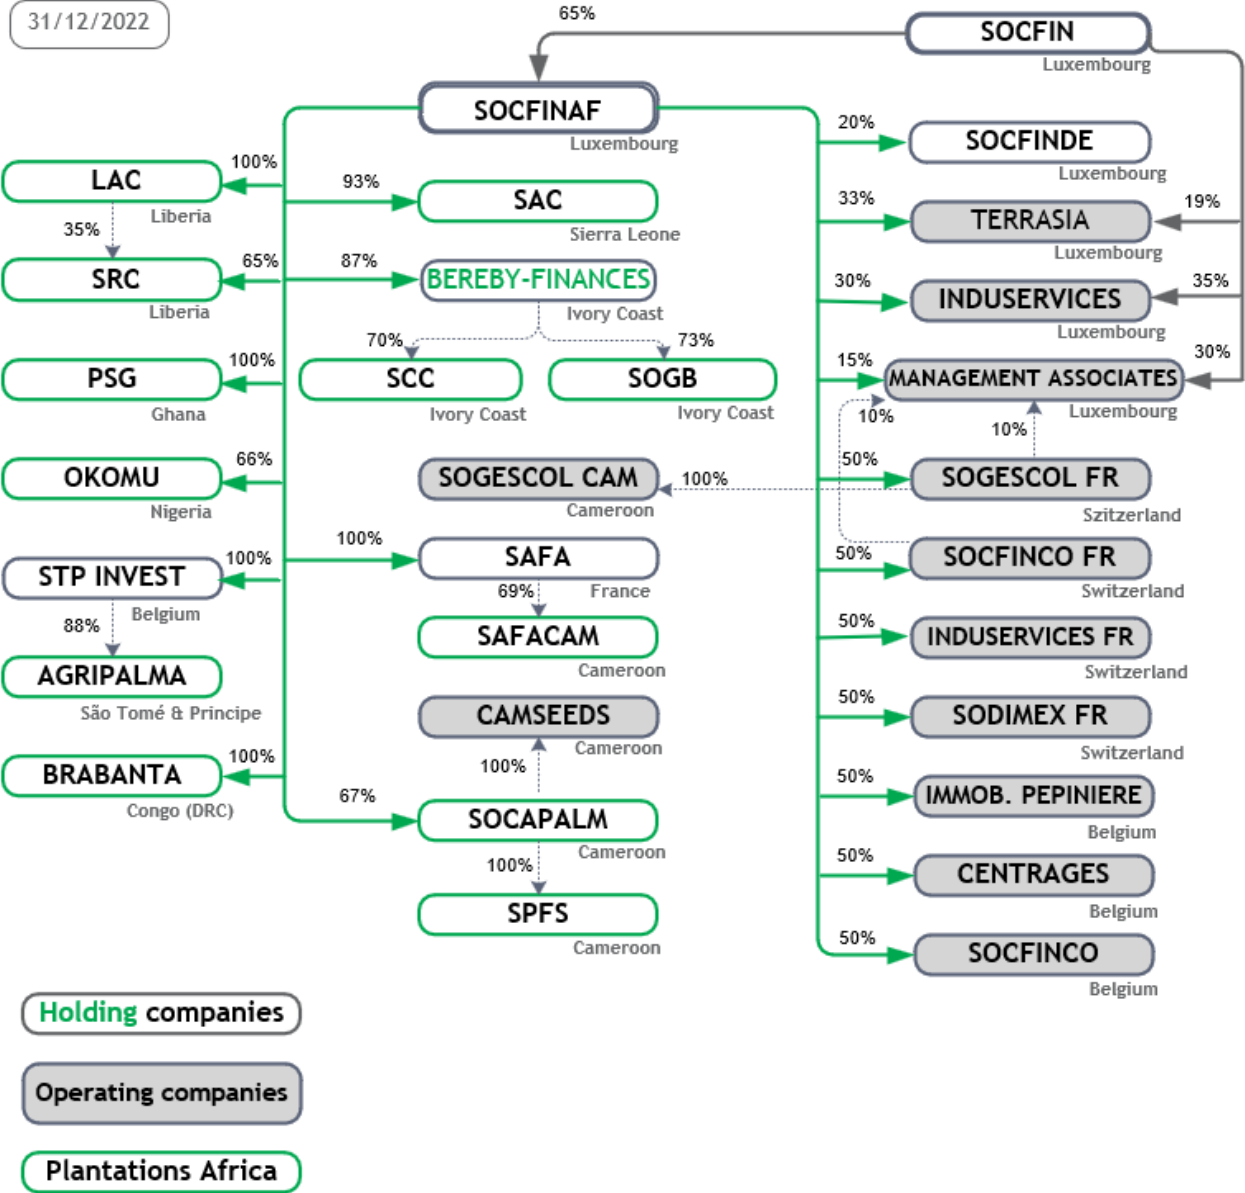 31/12/2022
65%
SOCFIN
Luxembourg
SOCFINAF
Luxembourg
20%
SOCFINDE
Luxembourg
100%
LAC
Liberia
93%
SAC
Sierra Leone
33%
TERRASIA
19%
Luxembourg
35%
65%
SRC
Liberia
87%
BEREBY-FINANCES
Ivory Coast
30%
INDUSERVICES
35%
Luxembourg
70%
73%
100%
PSG
Ghana
SCC
Ivory Coast
SOGB
Ivory Coast
15%
MANAGEMENT ASSOCIATES
30%
Luxembourg
10%
10%
66%
OKOMU
Nigeria
SOGESCOL CAM
Cameroon
100%
50%
SOGESCOL FR
Szitzerland
100%
STP INVEST
Belgium
100%
SAFA
France
50%
SOCFINCO FR
Switzerland
88%
69%
AGRIPALMA
São Tomé & Principe
SAFACAM
Cameroon
50%
INDUSERVICES FR
Switzerland
CAMSEEDS
Cameroon
50%
SODIMEX FR
Switzerland
100%
BRABANTA
Congo (DRC)
100%
67%
SOCAPALM
Cameroon
50%
IMMOB. PEPINIERE
Belgium
100%
50%
CENTRAGES
Belgium
SPFS
Cameroon
50%
SOCFINCO
Belgium
Holding companies
Operating companies
Plantations Africa